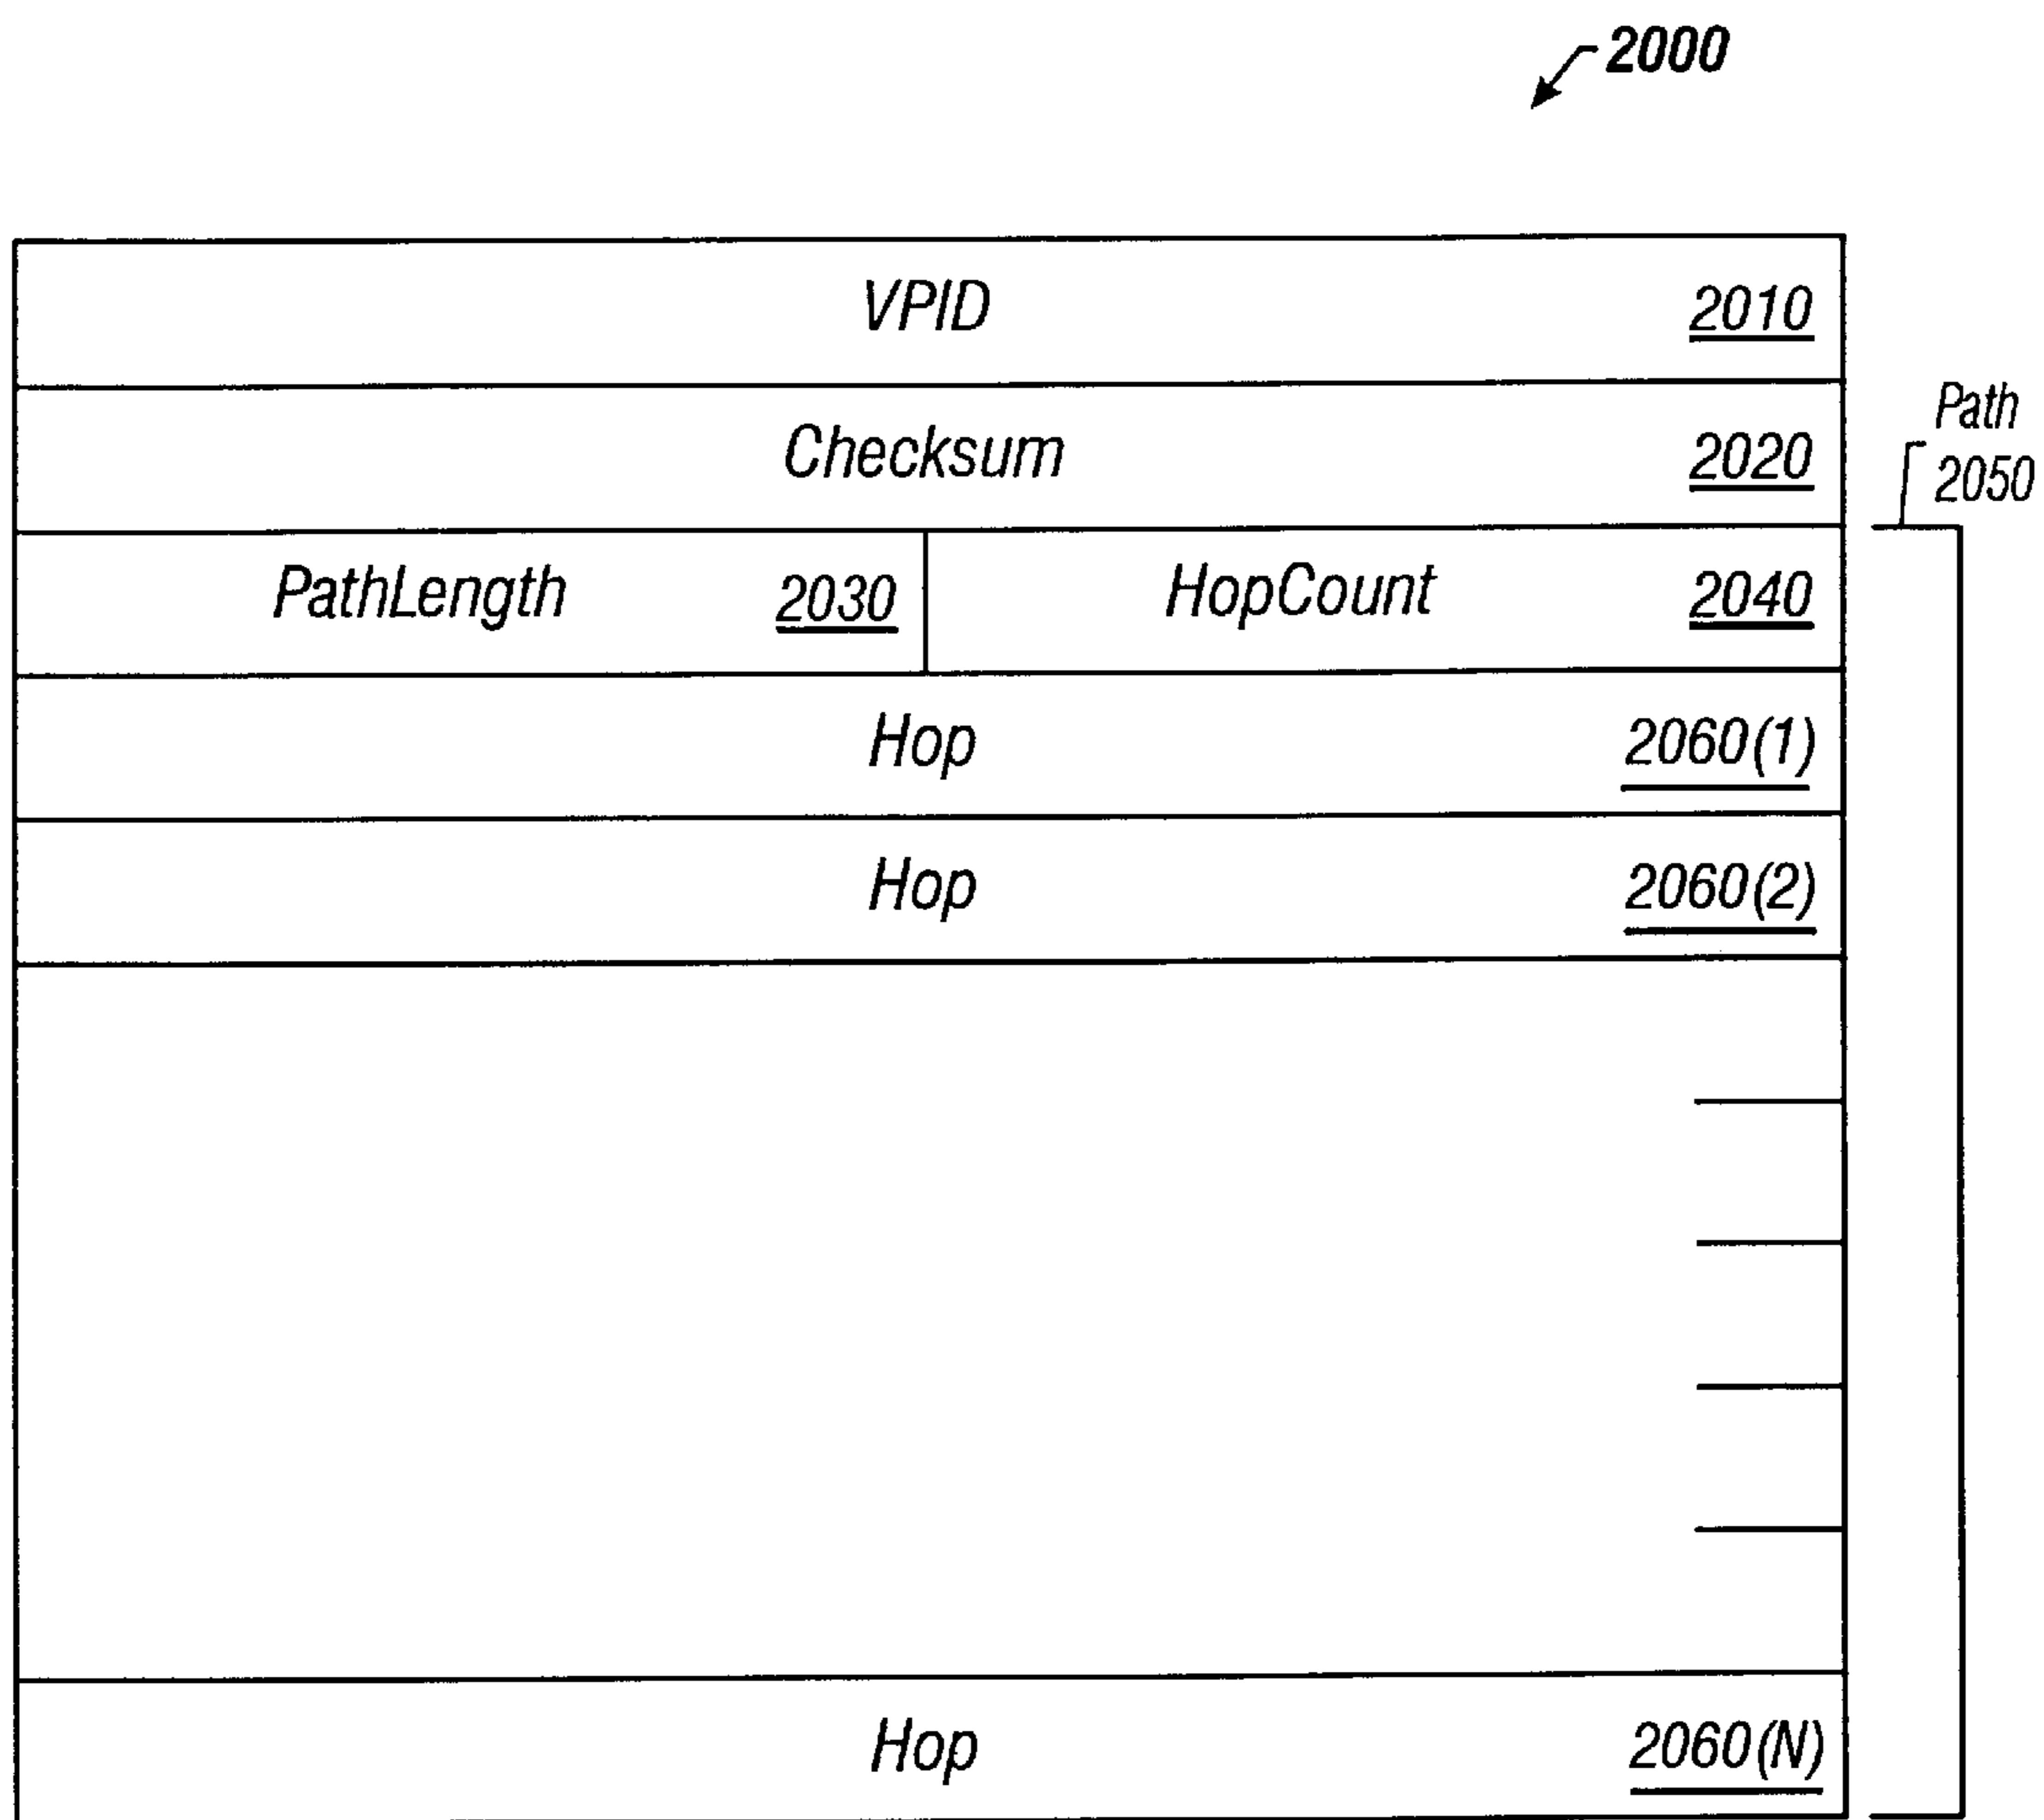 2000
VPID 2010
Checksum 2020
Path
2050
PathLength 2030 HopCount 2040
Hop 2060(1)
Hop 2060(2)
Hop 2060(N)